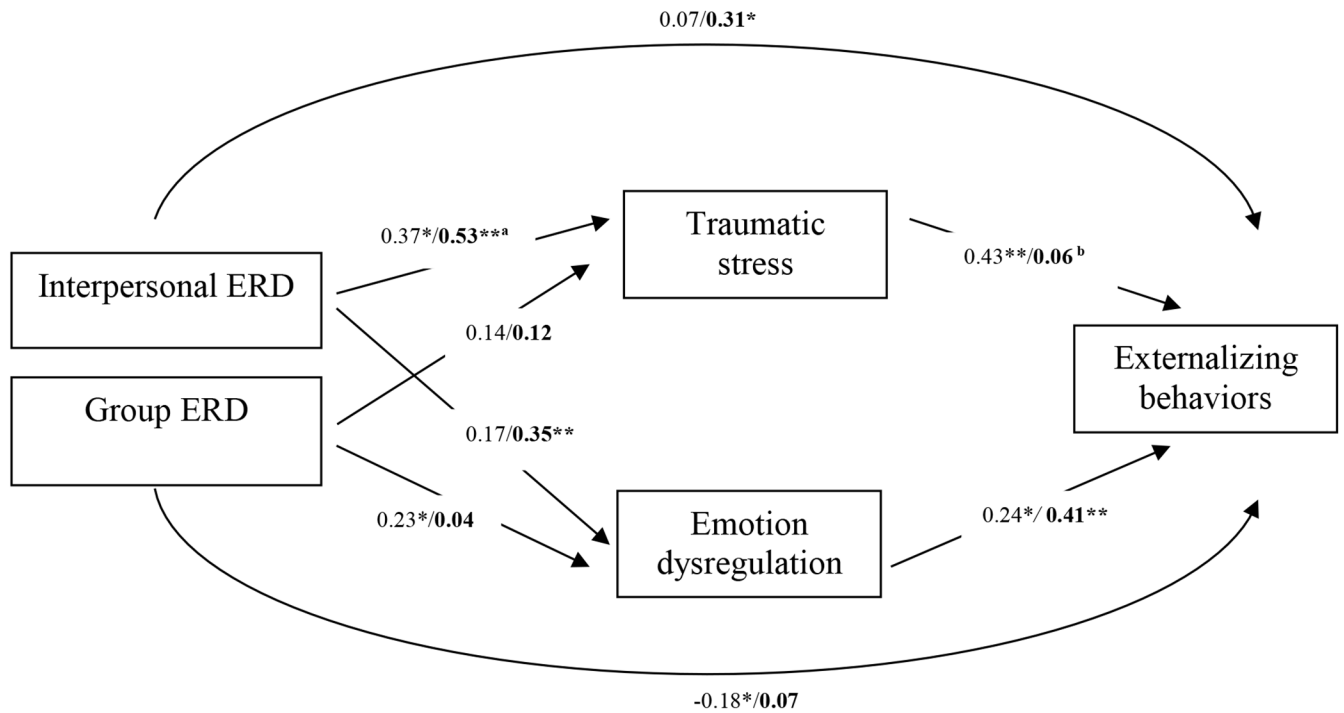 0.07/0.31*
Traumatic
stress
0.37*/0.53**ᵃ
0.43**/0.06 ᵇ
Interpersonal ERD
0.14/0.12
Externalizing
behaviors
Group ERD
0.17/0.35**
0.23*/0.04
Emotion
dysregulation
0.24*/ 0.41**
-0.18*/0.07